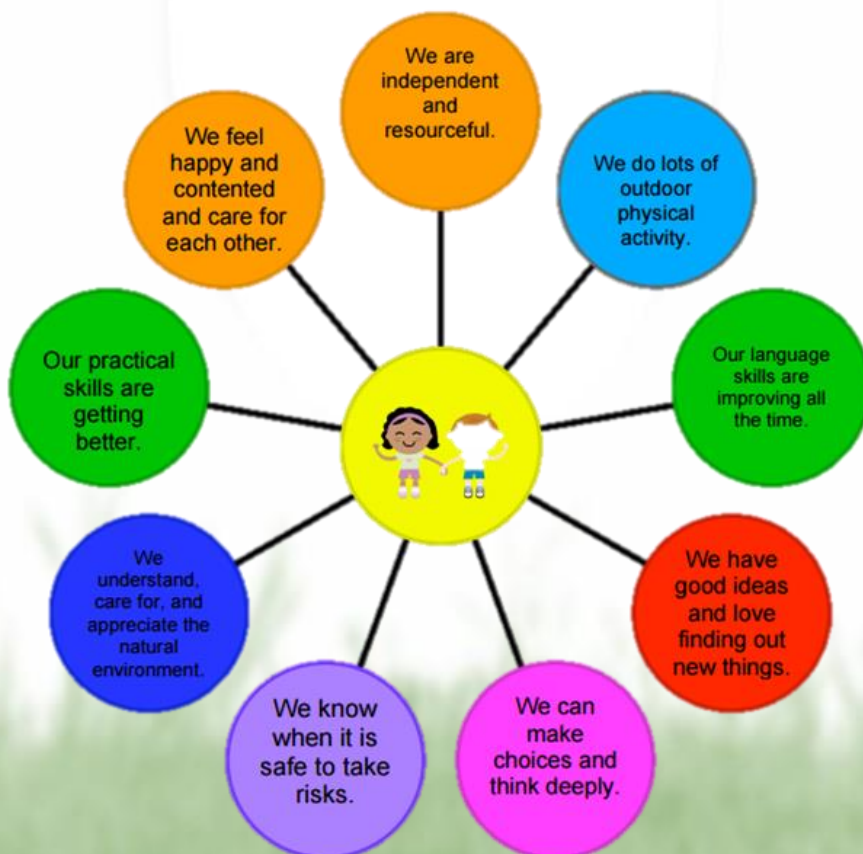 We are
independent
and
resourceful.
We do lots of
outdoor
physical
activity.
Our language
skills are
improving all
the time.
We have
good ideas
and love
finding out
new things.
We can
make
choices and
think deeply.
We know
when it is
safe to take
risks.
We
understand,
care for, and
appreciate the
natural
environment.
Our practical
skills are
getting
better.
We feel
happy and
contented
and care for
each other.